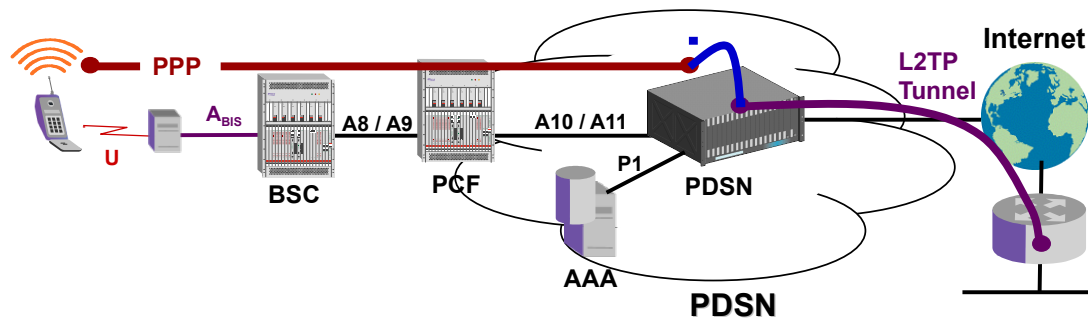 Internet
PPP
L2TP
Tunnel
ABIS
A8 / A9
A10 / A11
U
P1
BSC
PCF
PDSN
AAA
PDSN